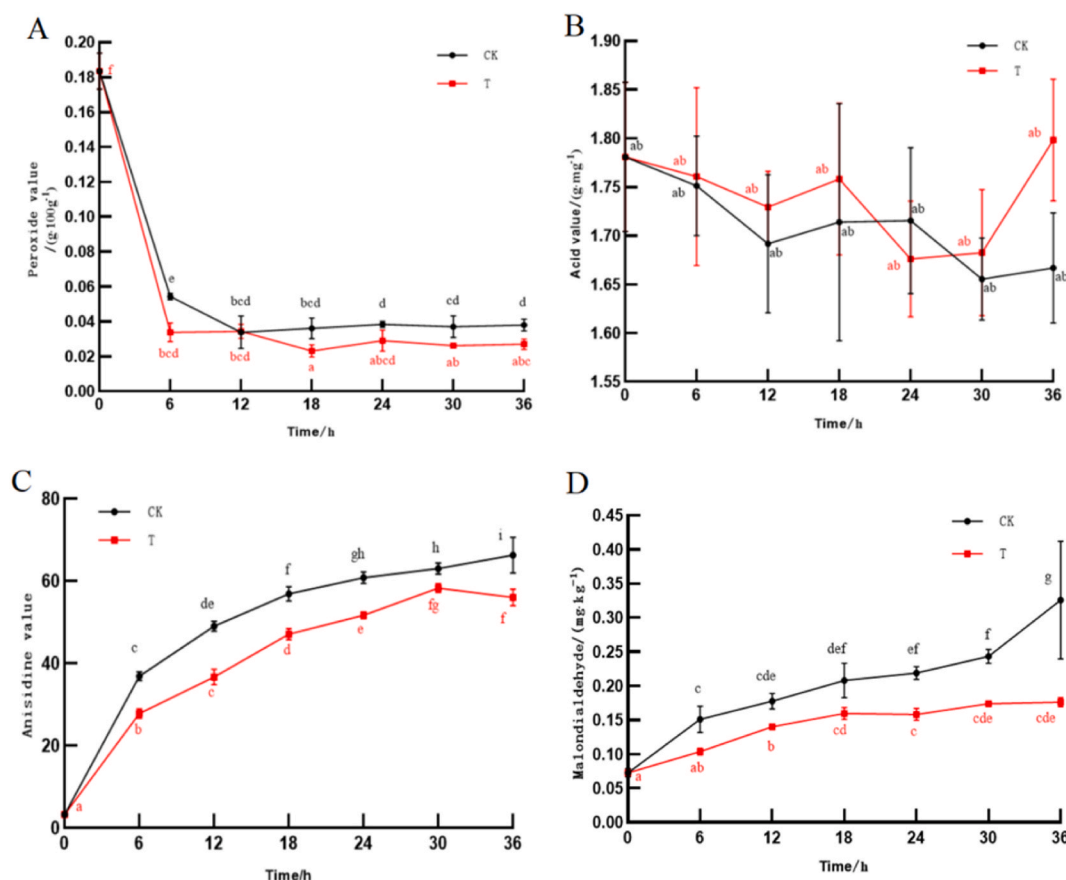 A
Peroxide value
/(g·100g⁻¹)
0.20
0.18
0.16
0.14
0.12
0.10
0.08
0.06
0.04
0.02
0.00
CK
T
f
e bcd bcd d cd d
bcd bcd a abcd ab abc
0 6 12 18 24 30 36
Time/h
B
Acid value/(g·mg⁻¹)
1.90
1.85
1.80
1.75
1.70
1.65
1.60
1.55
CK
T
ab ab ab ab ab ab ab
ab ab ab ab ab ab
0 6 12 18 24 30 36
Time/h
C
Anisidine value
80
60
40
20
0
CK
T
c de f gh h i
a b c d e fg f
0 6 12 18 24 30 36
Time/h
D
Malondialdehyde/(mg·kg⁻¹)
0.45
0.40
0.35
0.30
0.25
0.20
0.15
0.10
0.05
0.00
CK
T
c cde def ef f g
a ab b cd c cde cde
0 6 12 18 24 30 36
Time/h